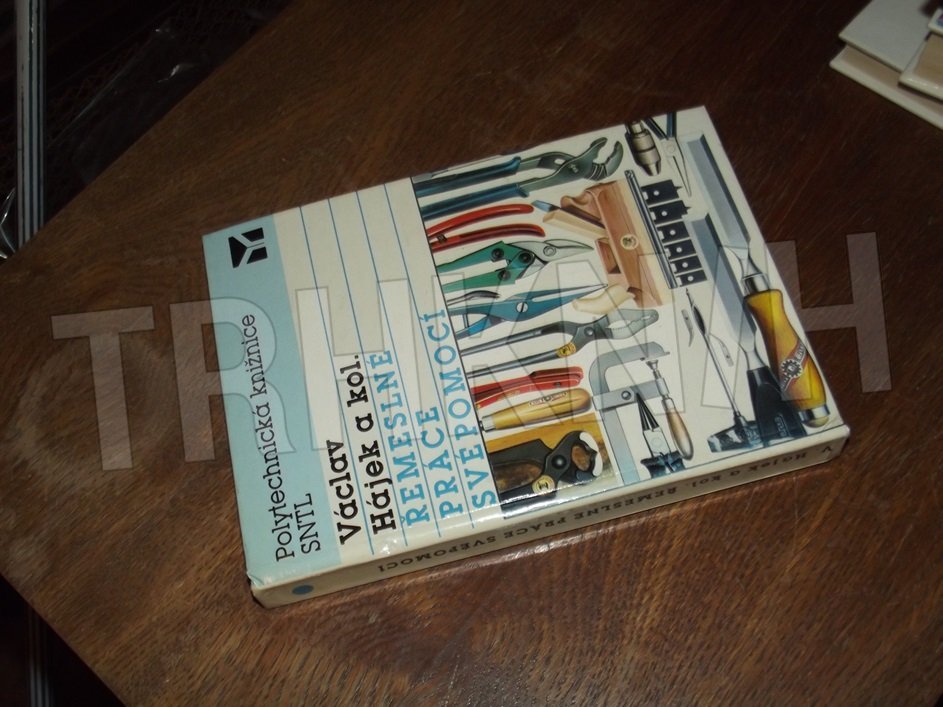 Polytechnická knižnice
SNTL
Václav
Hájek a kol.
ŘEMESLNÉ
PRÁCE
SVÉPOMOCÍ
V. Hájek a kol. ŘEMESLNÉ PRÁCE SVÉPOMOCÍ